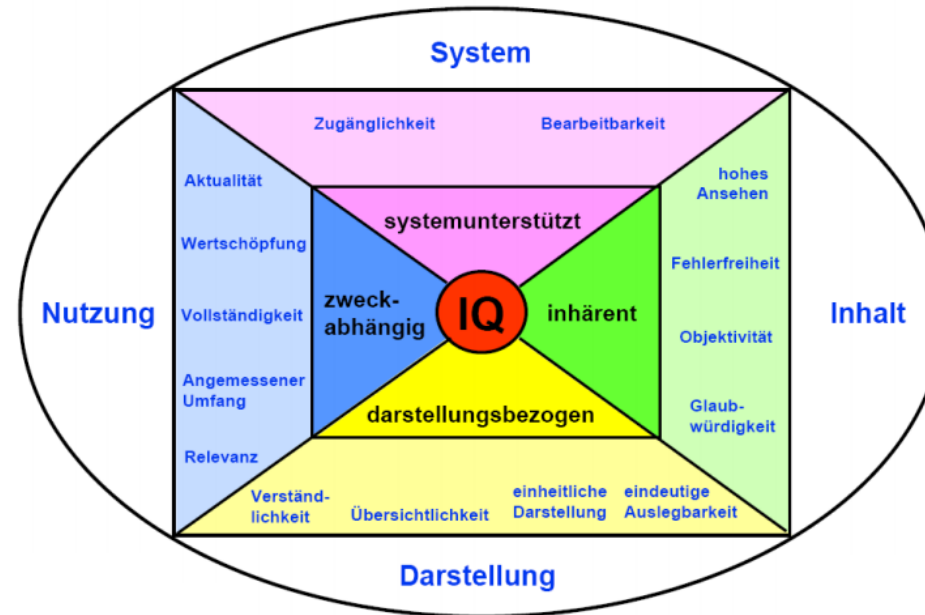 System
Zugänglichkeit
Bearbeitbarkeit
hohes
Ansehen
Aktualität
systemunterstützt
Wertschöpfung
Fehlerfreiheit
Nutzung
Vollständigkeit
zweck-
abhängig
IQ
inhärent
Inhalt
Objektivität
Angemessener
Umfang
darstellungsbezogen
Glaub-
würdigkeit
Relevanz
Verständ-
lichkeit
Übersichtlichkeit
einheitliche
Darstellung
eindeutige
Auslegbarkeit
Darstellung